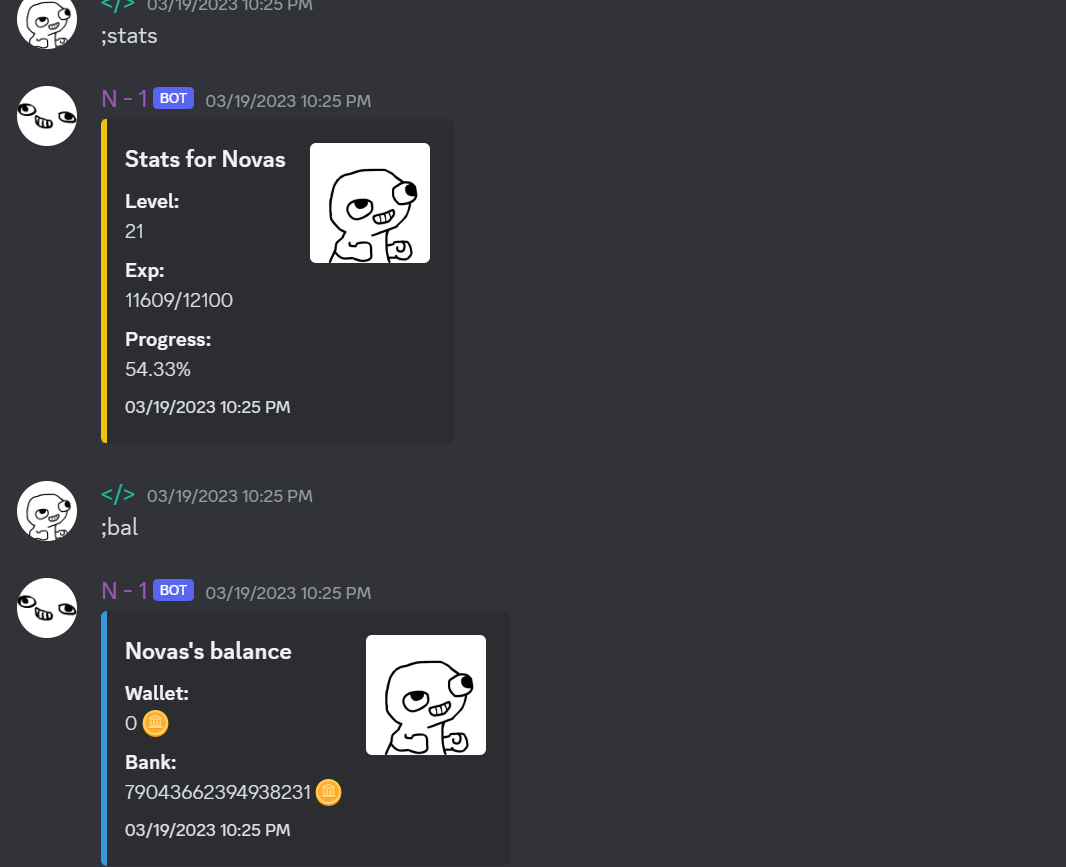 </> 03/19/2023 10:25 PM
;stats
N - 1 BOT 03/19/2023 10:25 PM
Stats for Novas
Level:
21
Exp:
11609/12100
Progress:
54.33%
03/19/2023 10:25 PM
</> 03/19/2023 10:25 PM
;bal
N - 1 BOT 03/19/2023 10:25 PM
Novas's balance
Wallet:
0
Bank:
79043662394938231
03/19/2023 10:25 PM